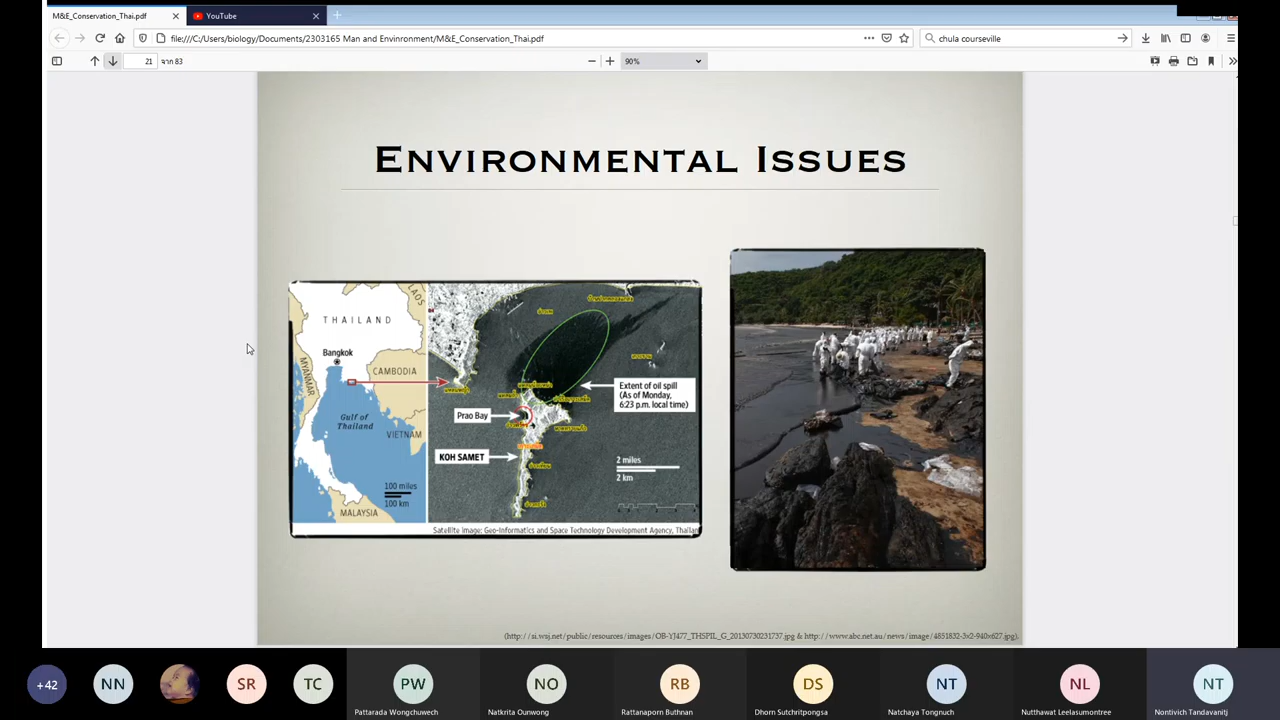 M&E_Conservation_Thai.pdf
YouTube
file:///C:/Users/biology/Documents/2303165 Man and Envinronment/M&E_Conservation_Thai.pdf
chula courseville
21 จาก 83
90%
ENVIRONMENTAL ISSUES
LAOS
THAILAND
Bangkok
MYANMAR
CAMBODIA
Gulf of
Thailand
VIETNAM
100 miles
100 km
MALAYSIA
Extent of oil spill
(As of Monday,
6:23 p.m. local time)
Prao Bay
KOH SAMET
2 miles
2 km
Satellite image: Geo-Informatics and Space Technology Development Agency, Thailan
(http://si.wsj.net/public/resources/images/OB-YJ477_THSPIL_G_20130730231737.jpg & http://www.abc.net.au/news/image/4851832-3x2-940x627.jpg).
+42
NN
SR
TC
PW
Pattarada Wongchuwech
NO
Natkrita Ounwong
RB
Rattanaporn Buthnan
DS
Dhorn Sutchritpongsa
NT
Natchaya Tongnuch
NL
Nutthawat Leelasumontree
NT
Nontivich Tandavanitj